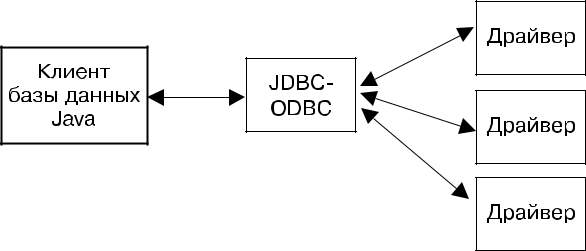 Клиент
базы данных
Java
JDBC-
ODBC
Драйвер
Драйвер
Драйвер